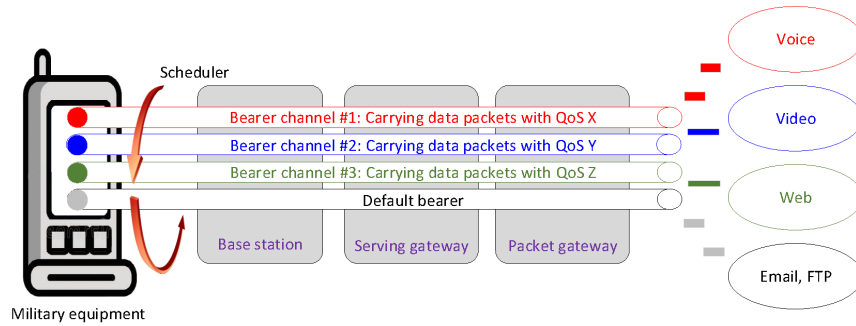 Voice
Scheduler
Bearer channel #1: Carrying data packets with QoS X
Video
Bearer channel #2: Carrying data packets with QoS Y
Bearer channel #3: Carrying data packets with QoS Z
Default bearer
Web
Base station
Serving gateway
Packet gateway
Email, FTP
Military equipment